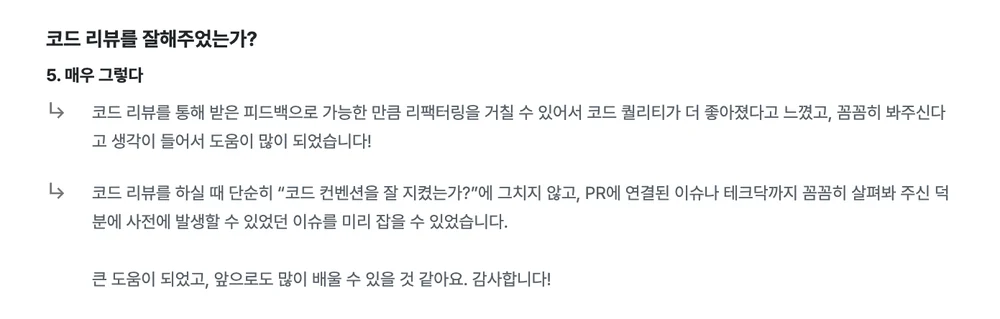 코드 리뷰를 잘해주었는가?
5. 매우 그렇다
↳ 코드 리뷰를 통해 받은 피드백으로 가능한 만큼 리팩터링을 거칠 수 있어서 코드 퀄리티가 더 좋아졌다고 느꼈고, 꼼꼼히 봐주신다
고 생각이 들어서 도움이 많이 되었습니다!
↳ 코드 리뷰를 하실 때 단순히 “코드 컨벤션을 잘 지켰는가?”에 그치지 않고, PR에 연결된 이슈나 테크닥까지 꼼꼼히 살펴봐 주신 덕
분에 사전에 발생할 수 있었던 이슈를 미리 잡을 수 있었습니다.
큰 도움이 되었고, 앞으로도 많이 배울 수 있을 것 같아요. 감사합니다!